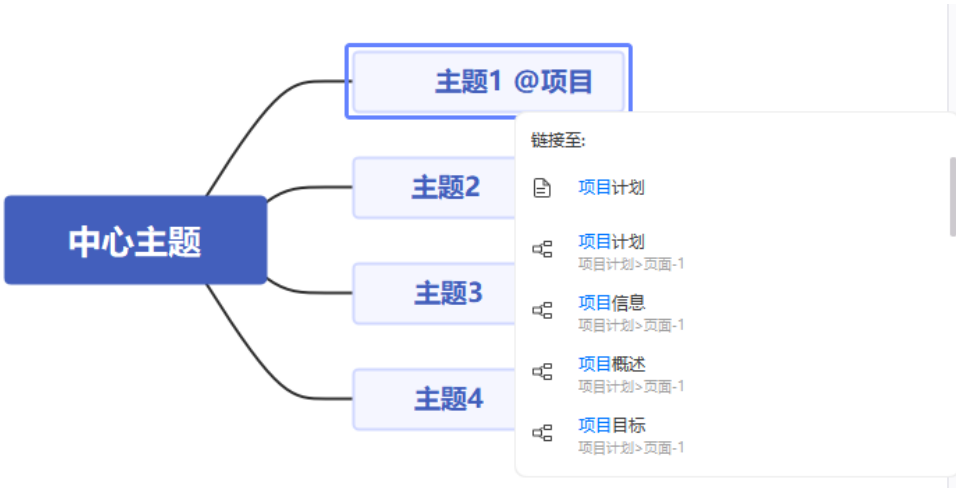 主题1 @项目
链接至:
项目计划
项目计划
项目计划>页面-1
项目信息
项目计划>页面-1
项目概述
项目计划>页面-1
项目目标
项目计划>页面-1
主题2
中心主题
主题3
主题4